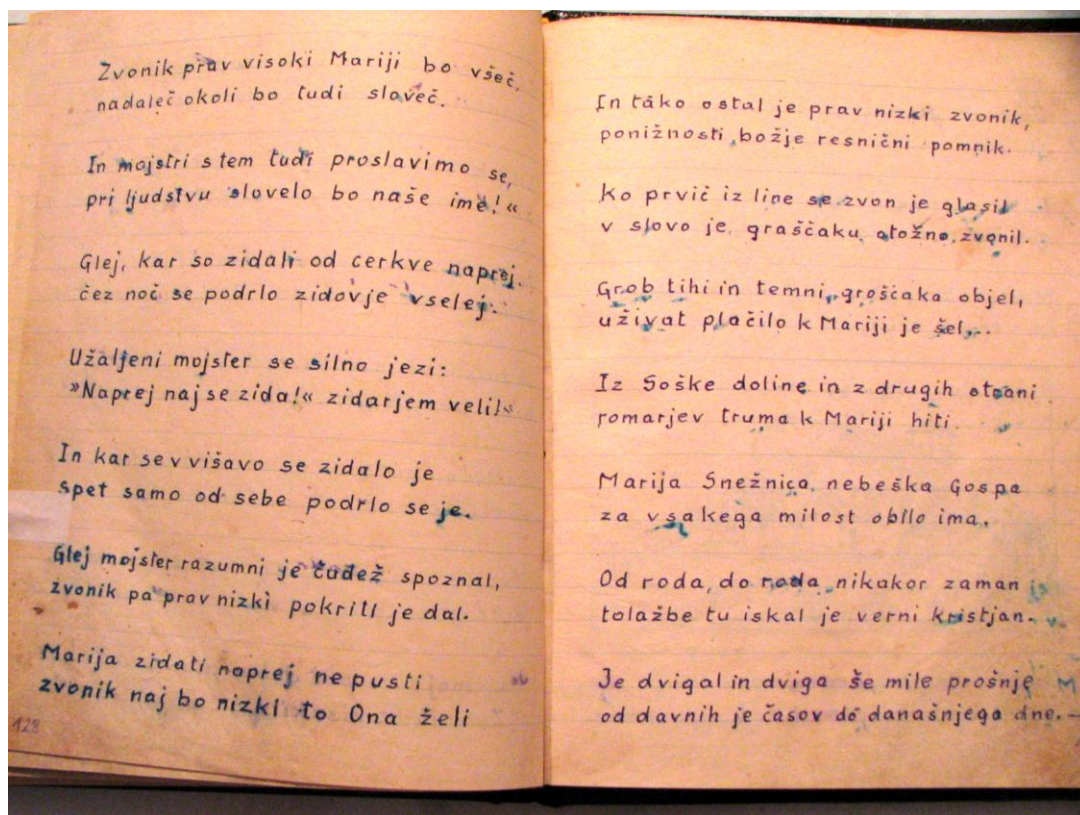 Zvonik prav visoki Mariji bo všeč,
nadaleč okoli bo tudi sloveč.
In mojstri s tem tudi proslavimo se,
pri ljudstvu slovelo bo naše ime!«
Glej, kar so zidali od cerkve naprej.
čez noč se podrlo zidovje vselej.
Užaljeni mojster se silno jezi:
»Naprej naj se zida!« zidarjem veli!«
In kar se v višavo se zidalo je
spet samo od sebe podrlo se je.
Glej mojster razumni je čudež spoznal,
zvonik pa prav nizki pokriti je dal.
Marija zidati naprej ne pusti
zvonik naj bo nizki to Ona želi
128
In táko ostal je prav nizki zvonik,
ponižnosti božje resnični pomnik.
Ko prvič iz line se zvon je glasil
v slovo je graščaku otožno zvonil.
Grob tihi in temni, groščaka objel,
uživat plačilo k Mariji je šel,..
Iz Soške doline in z drugih strani
romarjev truma k Mariji hiti.
Marija Snežnica, nebeška Gospa
za vsakega milost obilo ima.
Od roda, do roda nikakor zaman
tolažbe tu iskal je verni kristjan.
Je dvigal in dviga še mile prošnje
od davnih je časov do današnjega dne.-